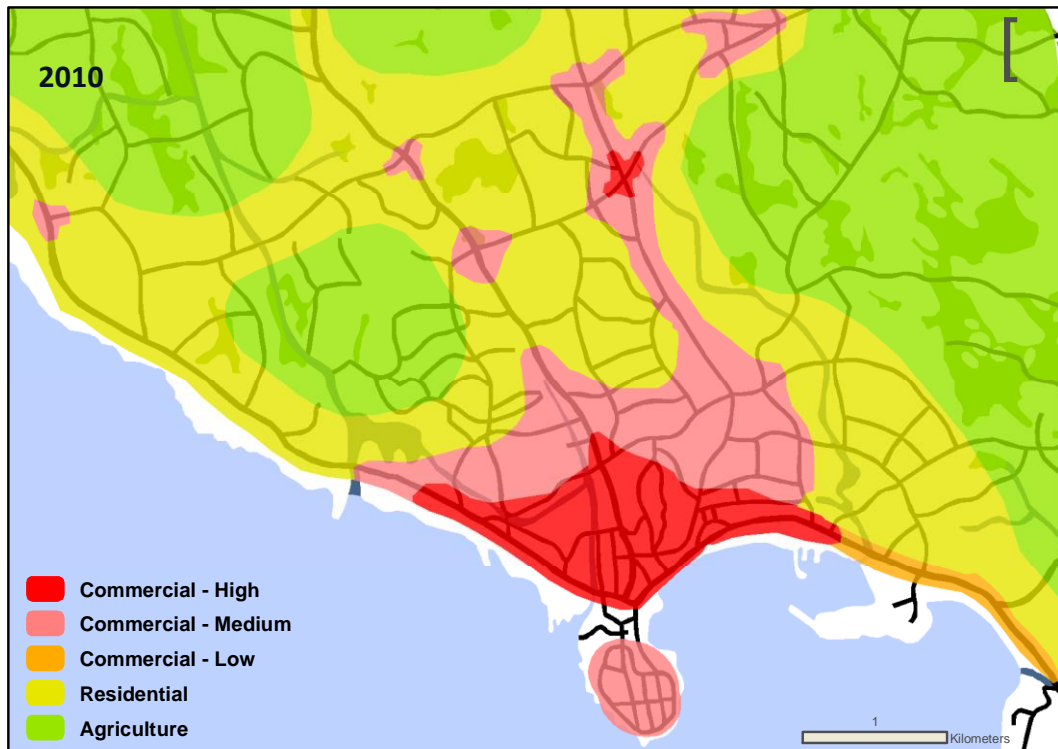 2010
Commercial - High
Commercial - Medium
Commercial - Low
Residential
Agriculture
1
Kilometers